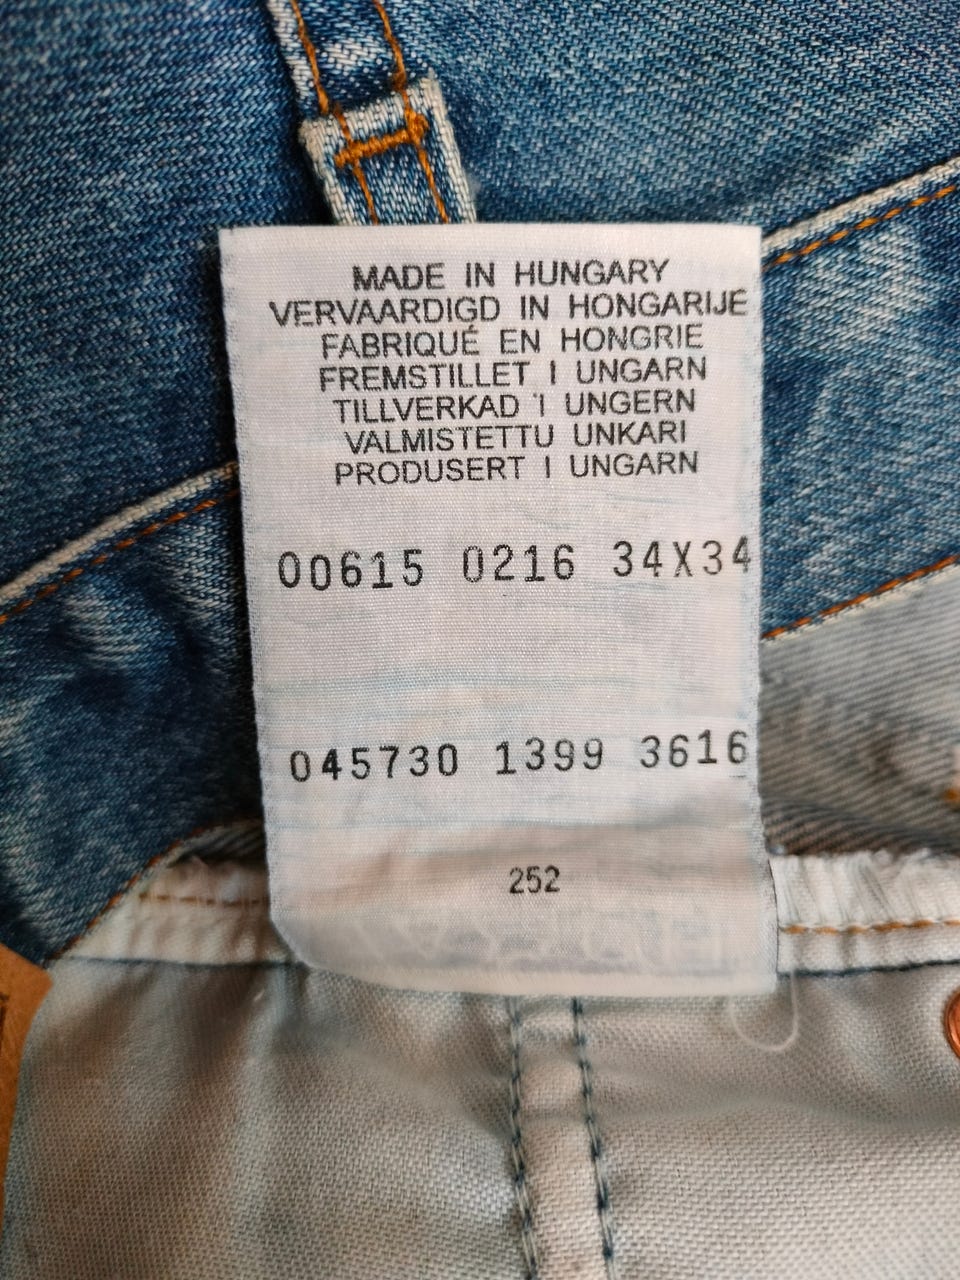 MADE IN HUNGARY
VERVAARDIGD IN HONGARIJE
FABRIQUÉ EN HONGRIE
FREMSTILLET I UNGARN
TILLVERKAD I UNGERN
VALMISTETTU UNKARI
PRODUSERT I UNGARN
00615 0216 34X34
045730 1399 3616
252